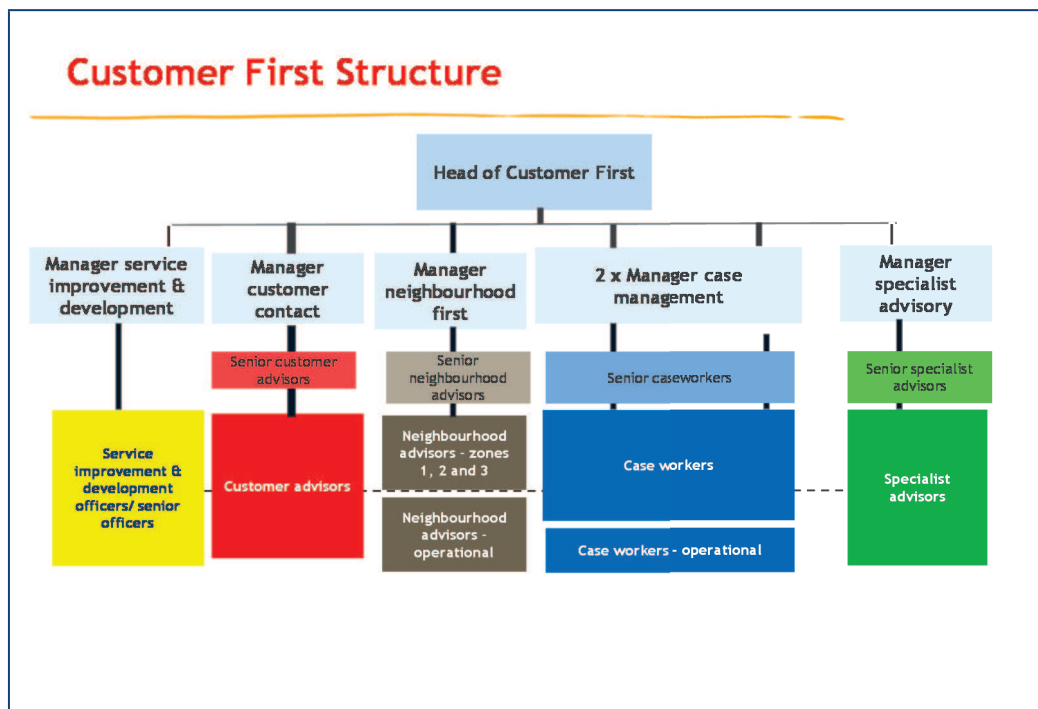 Customer First Structure
Head of Customer First
Manager service
improvement &
development
Manager
customer
contact
Manager
neighbourhood
first
2 x Manager case
management
Manager
specialist
advisory
Senior customer
advisors
Senior
neighbourhood
advisors
Senior caseworkers
Senior specialist
advisors
Service
improvement &
development
officers/ senior
officers
Customer advisors
Neighbourhood
advisors - zones
1, 2 and 3
Neighbourhood
advisors -
operational
Case workers
Case workers - operational
Specialist
advisors